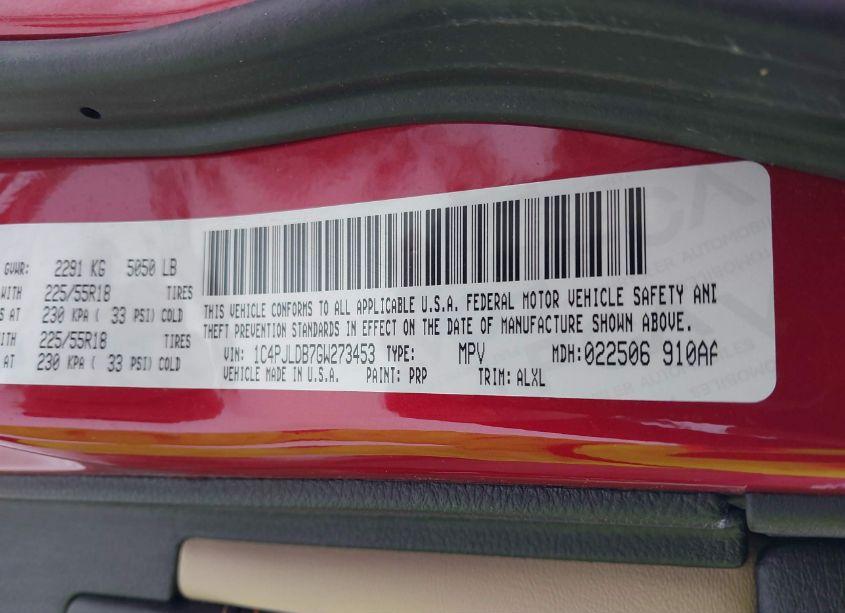 GVWR: 2291 KG 5050 LB
WITH 225/55R18 TIRES
AT 230 KPA ( 33 PSI) COLD
WITH 225/55R18 TIRES
AT 230 KPA ( 33 PSI) COLD
THIS VEHICLE CONFORMS TO ALL APPLICABLE U.S.A. FEDERAL MOTOR VEHICLE SAFETY AND
THEFT PREVENTION STANDARDS IN EFFECT ON THE DATE OF MANUFACTURE SHOWN ABOVE.
VIN: 1C4PJLDB7GW273453 TYPE: MPV MDH: 022506 910AA
VEHICLE MADE IN U.S.A. PAINT: PRP TRIM: ALXL